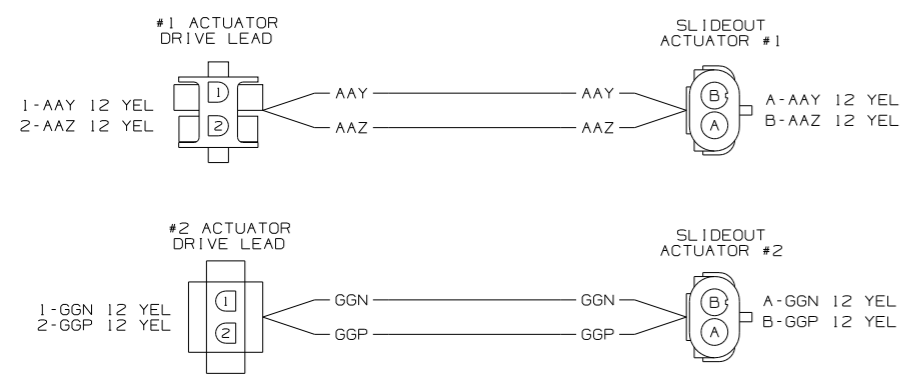 #1 ACTUATOR
DRIVE LEAD
SLIDEOUT
ACTUATOR #1
1-AAY 12 YEL
2-AAZ 12 YEL
1
2
AAY
AAY
AAZ
AAZ
B
A
A-AAY 12 YEL
B-AAZ 12 YEL
#2 ACTUATOR
DRIVE LEAD
SLIDEOUT
ACTUATOR #2
1-GGN 12 YEL
2-GGP 12 YEL
1
2
GGN
GGN
GGP
GGP
B
A
A-GGN 12 YEL
B-GGP 12 YEL